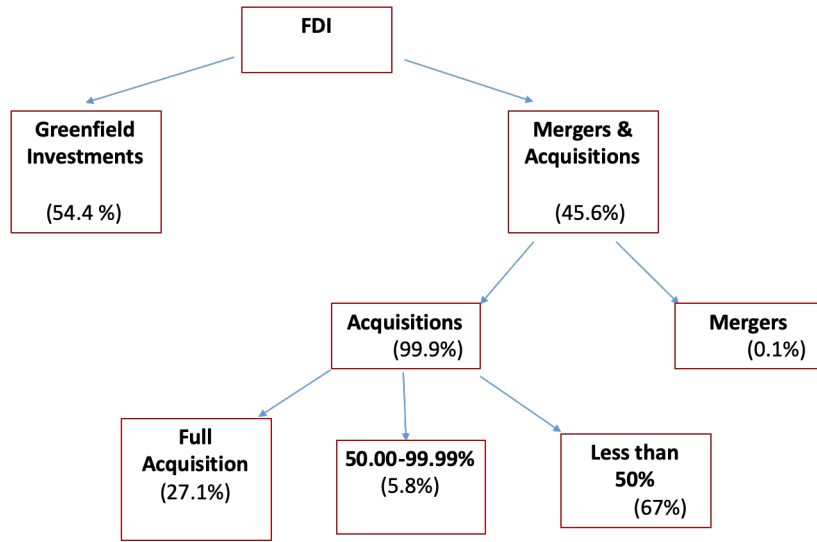 FDI
Greenfield
Investments
(54.4 %)
Mergers &
Acquisitions
(45.6%)
Acquisitions
(99.9%)
Mergers
(0.1%)
Full
Acquisition
(27.1%)
50.00-99.99%
(5.8%)
Less than
50%
(67%)